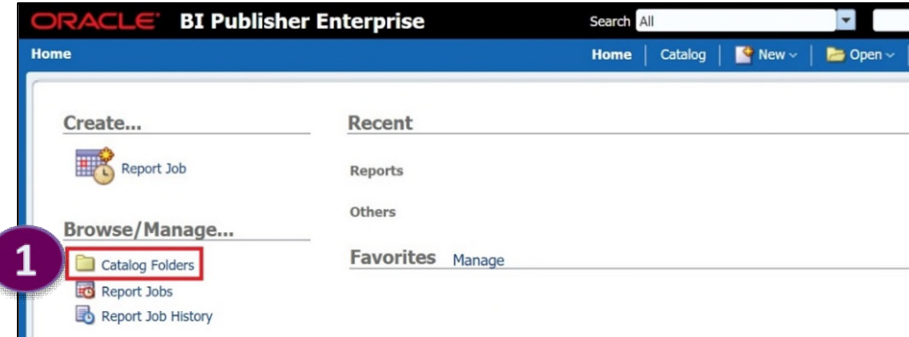 ORACLE BI Publisher Enterprise Search All
Home Home Catalog New Open
Create...
Report Job
Browse/Manage...
1 Catalog Folders
Report Jobs
Report Job History
Recent
Reports
Others
Favorites Manage